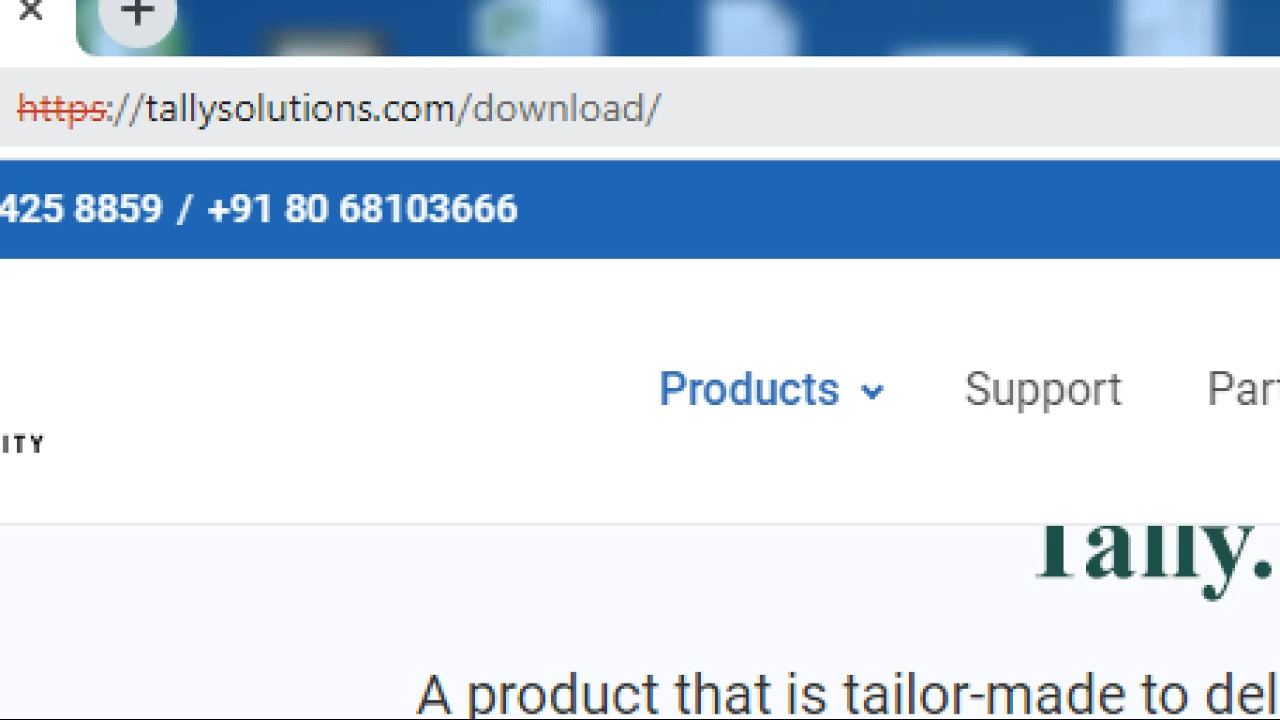 https://tallysolutions.com/download/
425 8859 / +91 80 68103666
Products Support Part
ITY
Tally.
A product that is tailor-made to del